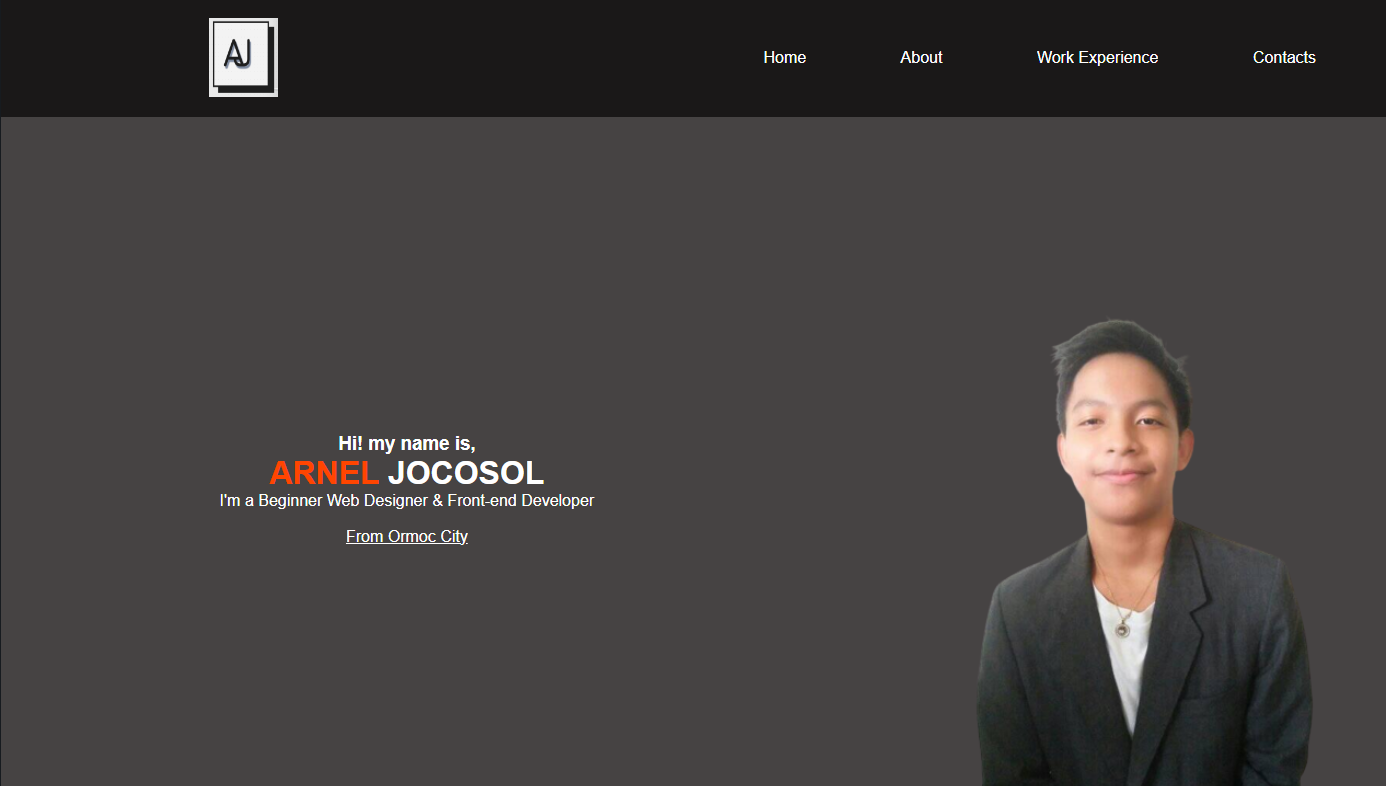 AJ
Home About Work Experience Contacts
Hi! my name is,
ARNEL JOCOSOL
I'm a Beginner Web Designer & Front-end Developer
From Ormoc City